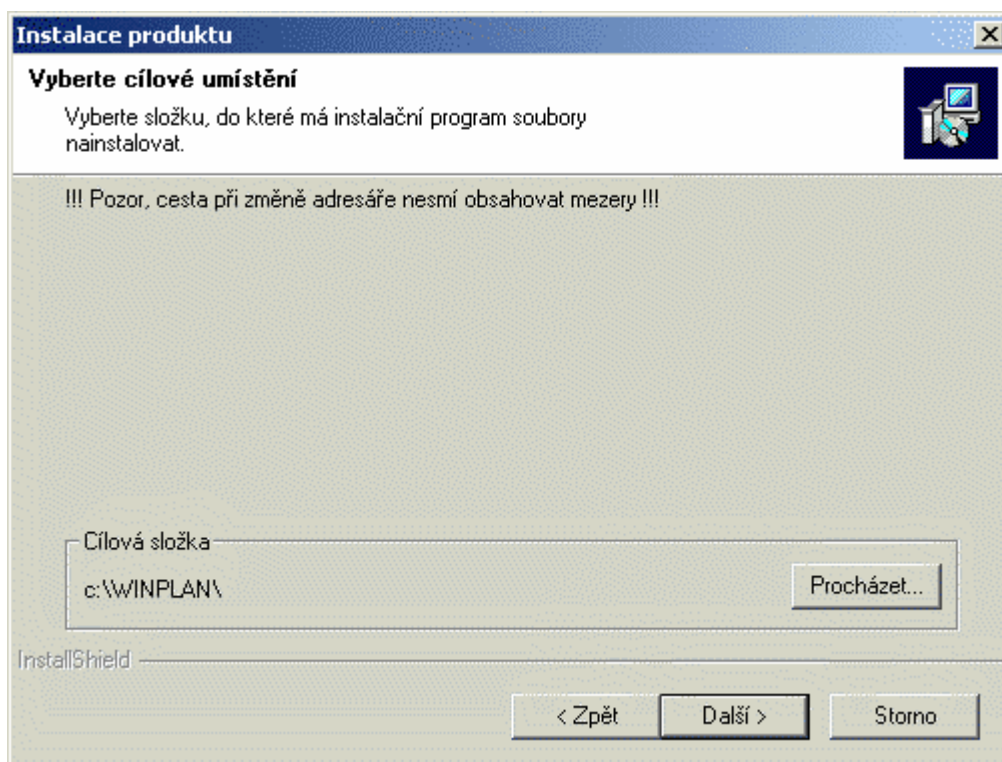 Instalace produktu
Vyberte cílové umístění
Vyberte složku, do které má instalační program soubory
nainstalovat.
!!! Pozor, cesta při změně adresáře nesmí obsahovat mezery !!!
Cílová složka
c:\WINPLAN\
Procházet...
InstallShield
< Zpět
Další >
Storno